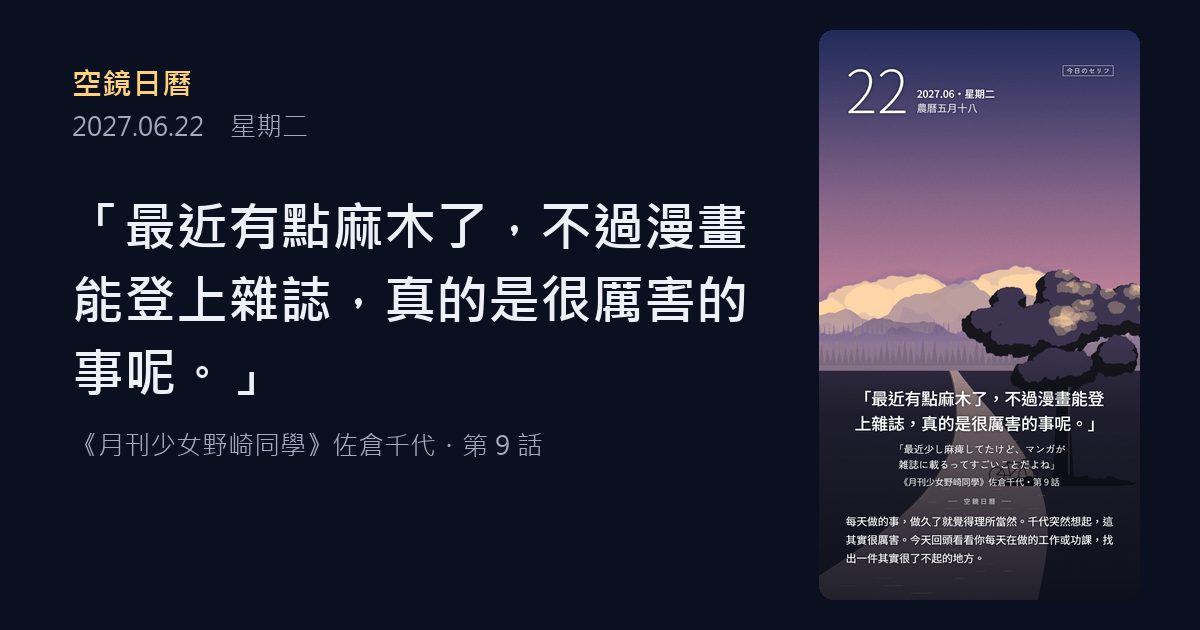 空鏡日曆
2027.06.22 星期二
「最近有點麻木了，不過漫畫
能登上雜誌，真的是很厲害的
事呢。」
《月刊少女野崎同學》佐倉千代・第 9 話
22
2027.06・星期二
農曆五月十八
今日のセリフ
「最近有點麻木了，不過漫畫能登
上雜誌，真的是很厲害的事呢。」
「最近少し麻痺してたけど、マンガが
雑誌に載るってすごいことだよね」
《月刊少女野崎同學》佐倉千代・第 9 話
空鏡日曆
每天做的事，做久了就覺得理所當然。千代突然想起，這
其實很厲害。今天回頭看看你每天在做的工作或功課，找
出一件其實很了不起的地方。